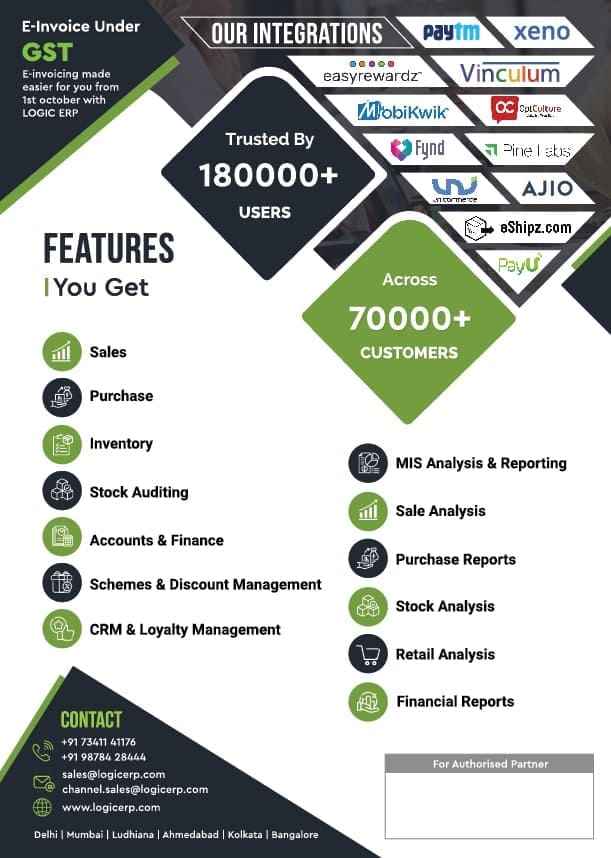 E-Invoice Under
GST
E-invoicing made
easier for you from
1st october with
LOGIC ERP
OUR INTEGRATIONS
paytm
xeno
easyrewardz
Vinculum
MobiKwik
OC OptCulture
Fynd
Pine Labs
unicommerce
AJIO
eShipz.com
PayU
Trusted By
180000+
USERS
Across
70000+
CUSTOMERS
FEATURES
You Get
Sales
Purchase
Inventory
Stock Auditing
Accounts & Finance
Schemes & Discount Management
CRM & Loyalty Management
MIS Analysis & Reporting
Sale Analysis
Purchase Reports
Stock Analysis
Retail Analysis
Financial Reports
CONTACT
+91 73411 41176
+91 98784 28444
sales@logicerp.com
channel.sales@logicerp.com
www.logicerp.com
Delhi | Mumbai | Ludhiana | Ahmedabad | Kolkata | Bangalore
For Authorised Partner